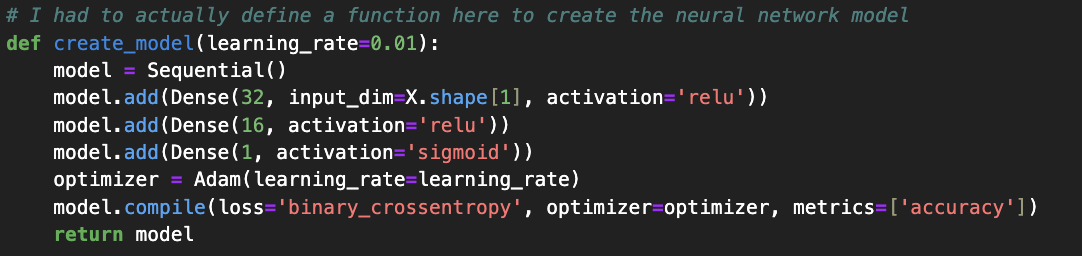 # I had to actually define a function here to create the neural network model
def create_model(learning_rate=0.01):
    model = Sequential()
    model.add(Dense(32, input_dim=X.shape[1], activation='relu'))
    model.add(Dense(16, activation='relu'))
    model.add(Dense(1, activation='sigmoid'))
    optimizer = Adam(learning_rate=learning_rate)
    model.compile(loss='binary_crossentropy', optimizer=optimizer, metrics=['accuracy'])
    return model